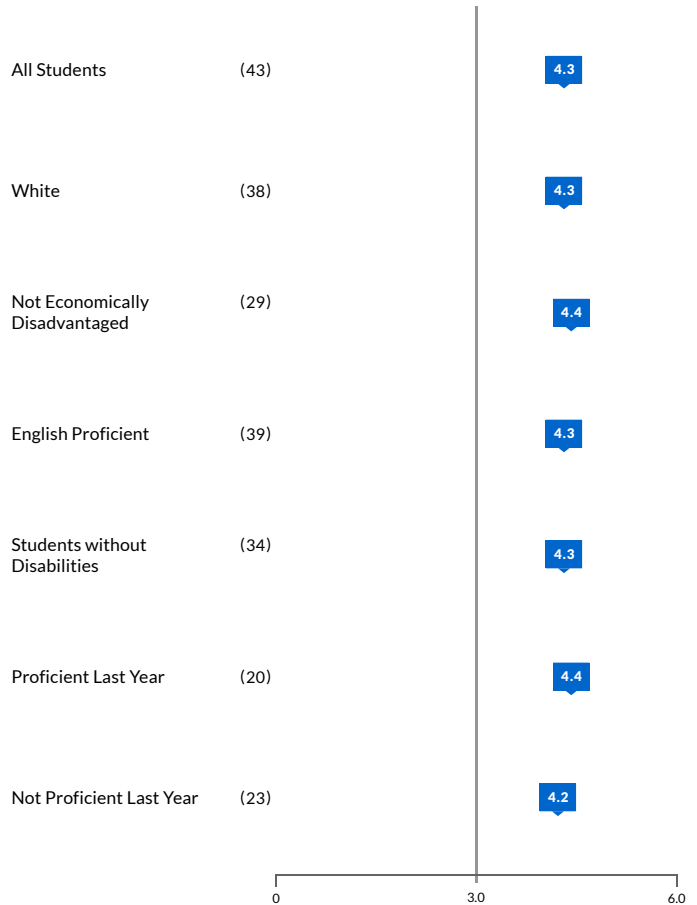 All Students (43) 4.3
White (38) 4.3
Not Economically (29)
Disadvantaged 4.4
English Proficient (39) 4.3
Students without (34)
Disabilities 4.3
Proficient Last Year (20) 4.4
Not Proficient Last Year (23) 4.2
0 3.0 6.0